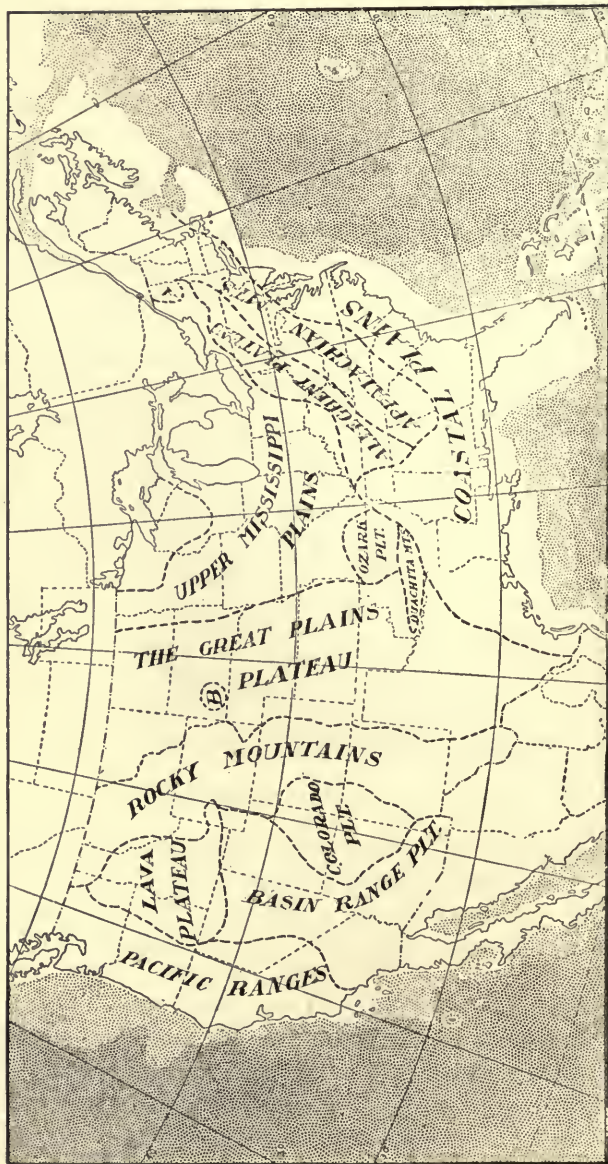 PACIFIC RANGES
LAVA
PLATEAU
BASIN RANGE PLT.
COLORADO
PLT.
ROCKY MOUNTAINS
THE GREAT PLAINS
PLATEAU
B
UPPER MISSISSIPPI
PLAINS
OZARK
PLT.
OUACHITA MTS.
ALLEGHENY PLATEAU
APPALACHIAN MTS.
COASTAL PLAINS
A